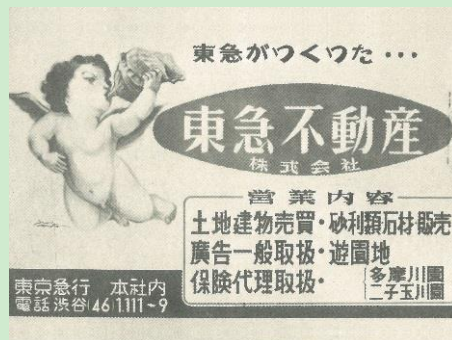 東急がつくつた・・・
東急不動産
株式会社
営業内容
土地建物売買・砂利類石材販売
廣告一般取扱・遊園地
保険代理取扱・
多摩川園
二子玉川園
東京急行 本社内
電話渋谷(46)1111~9